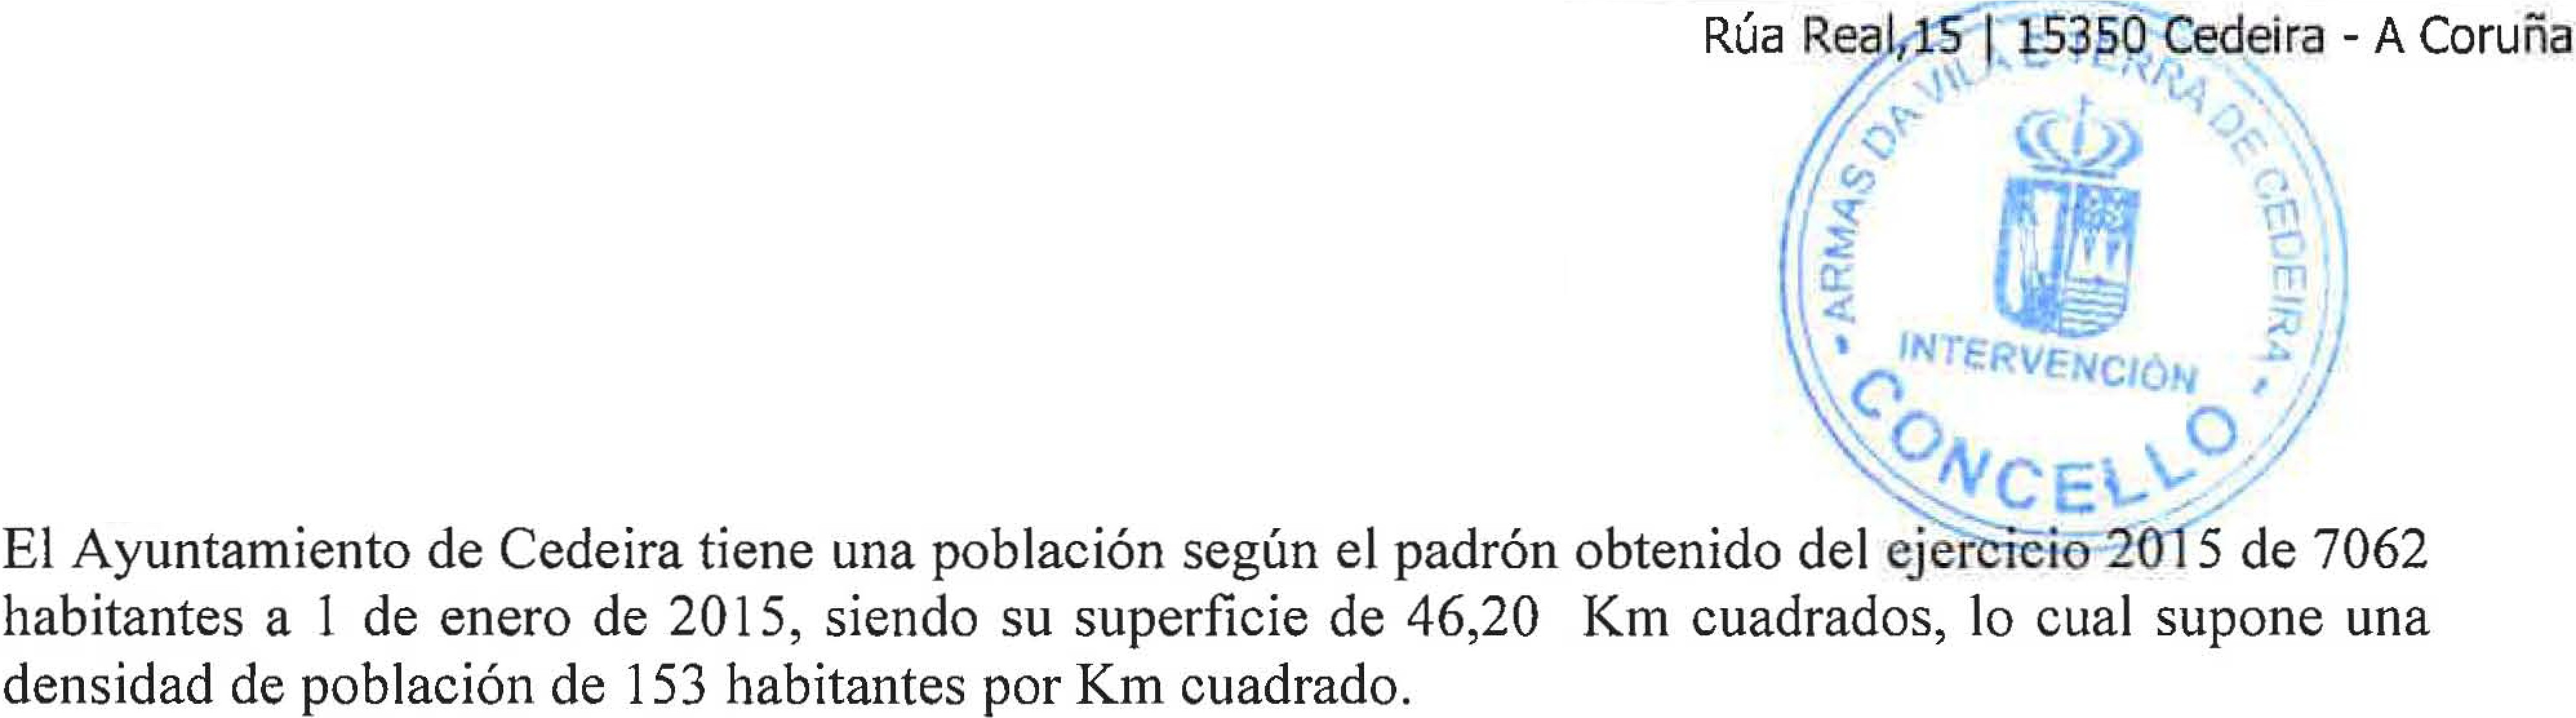 Rúa Real,15 | 15350 Cedeira - A Coruña
ARMAS DA VILA E TERRA DE CEDEIRA
INTERVENCIÓN
CONCELLO
El Ayuntamiento de Cedeira tiene una población según el padrón obtenido del ejercicio 2015 de 7062
habitantes a 1 de enero de 2015, siendo su superficie de 46,20 Km cuadrados, lo cual supone una
densidad de población de 153 habitantes por Km cuadrado.